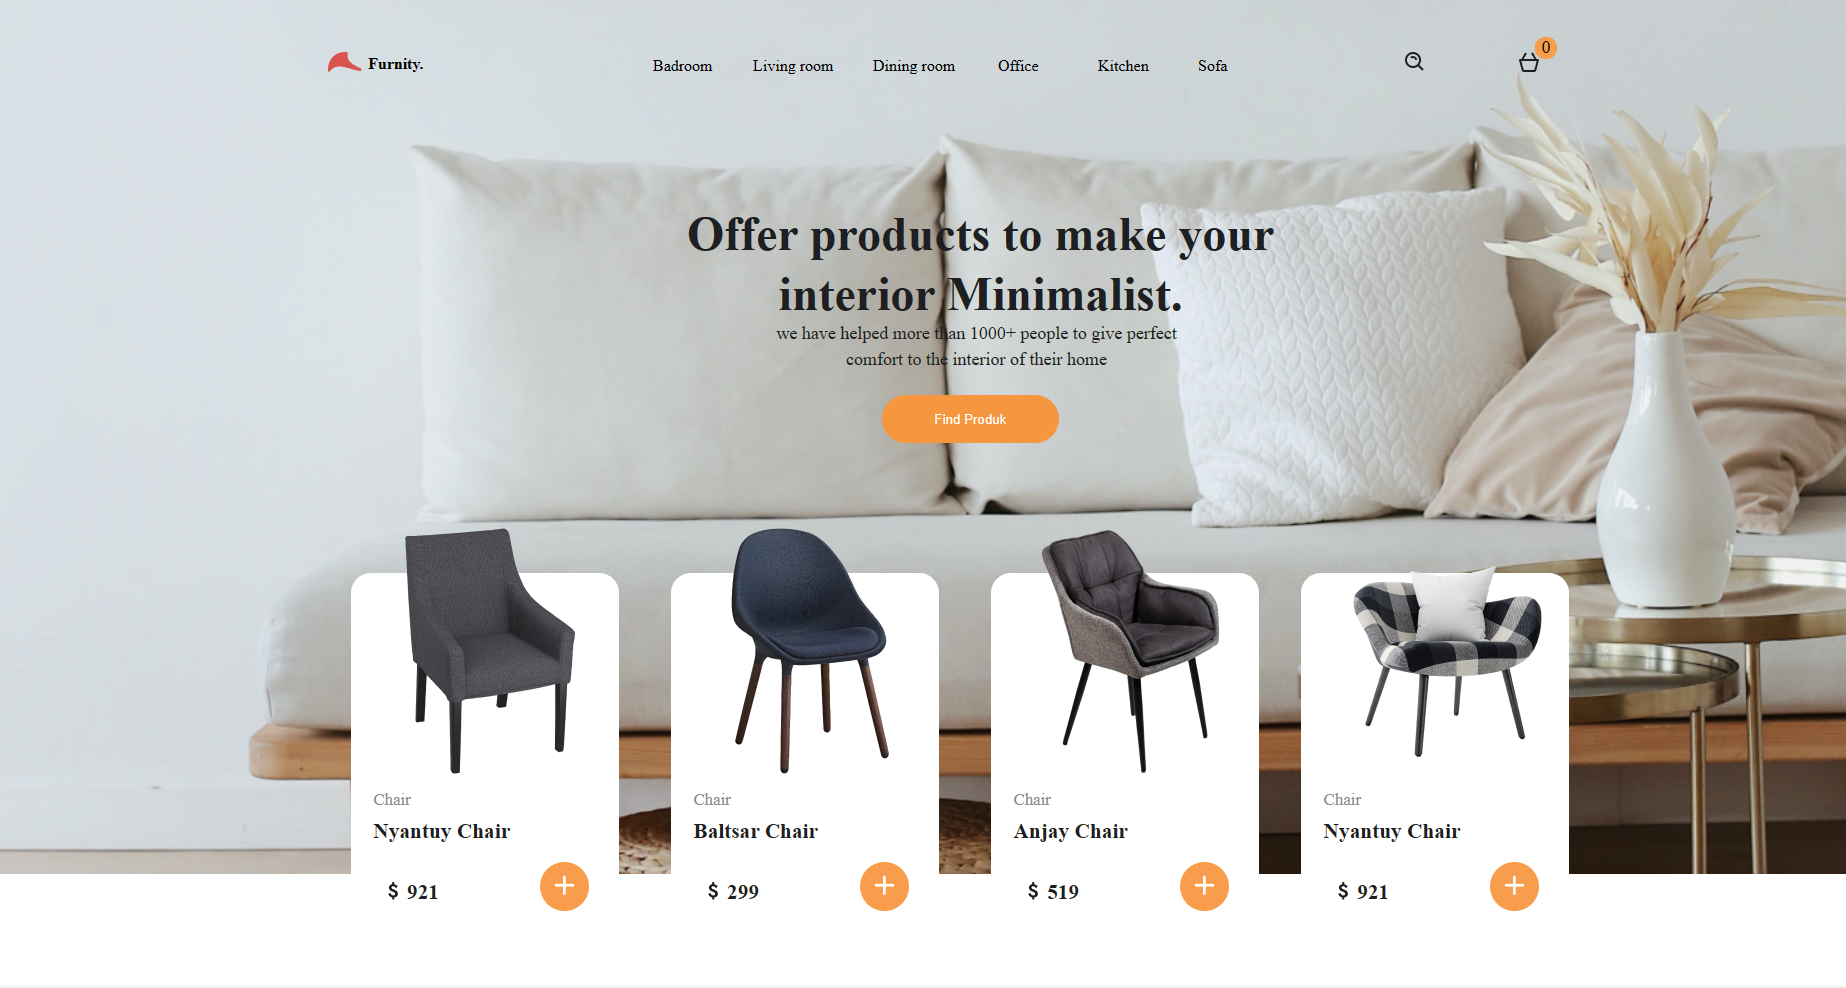 Furnity.
Badroom Living room Dining room Office Kitchen Sofa
0
Offer products to make your
interior Minimalist.
we have helped more than 1000+ people to give perfect
comfort to the interior of their home
Find Produk
Chair
Nyantuy Chair
$ 921
Chair
Baltsar Chair
$ 299
Chair
Anjay Chair
$ 519
Chair
Nyantuy Chair
$ 921